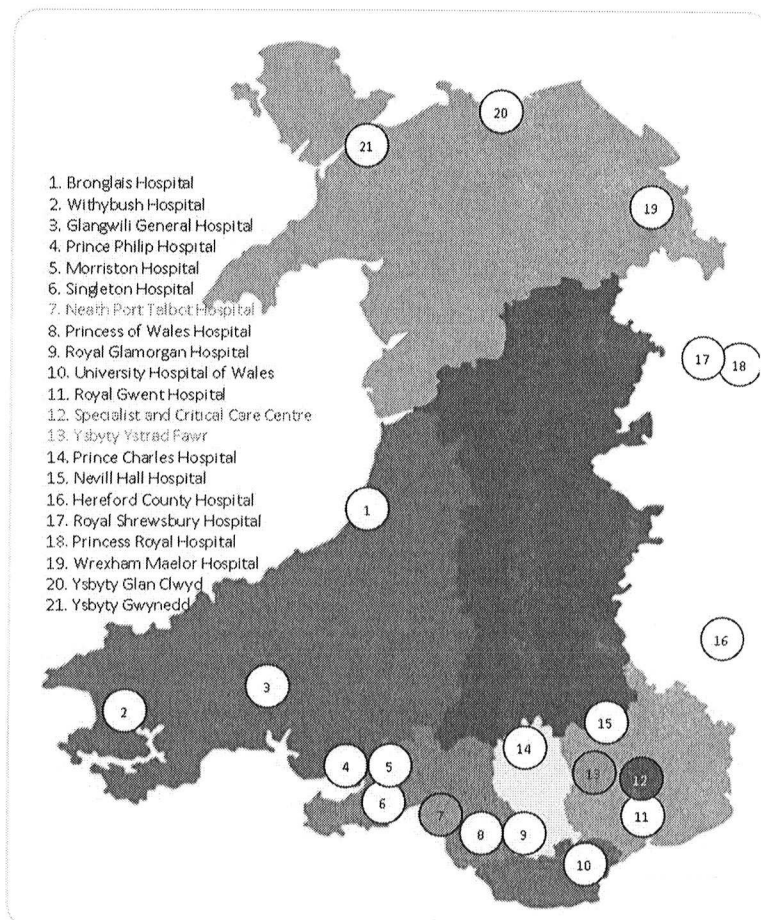 1. Bronglais Hospital
2. Withybush Hospital
3. Glangwili General Hospital
4. Prince Philip Hospital
5. Morriston Hospital
6. Singleton Hospital
7. Neath Port Talbot Hospital
8. Princess of Wales Hospital
9. Royal Glamorgan Hospital
10. University Hospital of Wales
11. Royal Gwent Hospital
12. Specialist and Critical Care Centre
13. Ysbyty Ystrad Fawr
14. Prince Charles Hospital
15. Nevill Hall Hospital
16. Hereford County Hospital
17. Royal Shrewsbury Hospital
18. Princess Royal Hospital
19. Wrexham Maelor Hospital
20. Ysbyty Glan Clwyd
21. Ysbyty Gwynedd
20
21
19
17
18
1
16
3
2
15
14
4
5
13
12
6
7
11
8
9
10